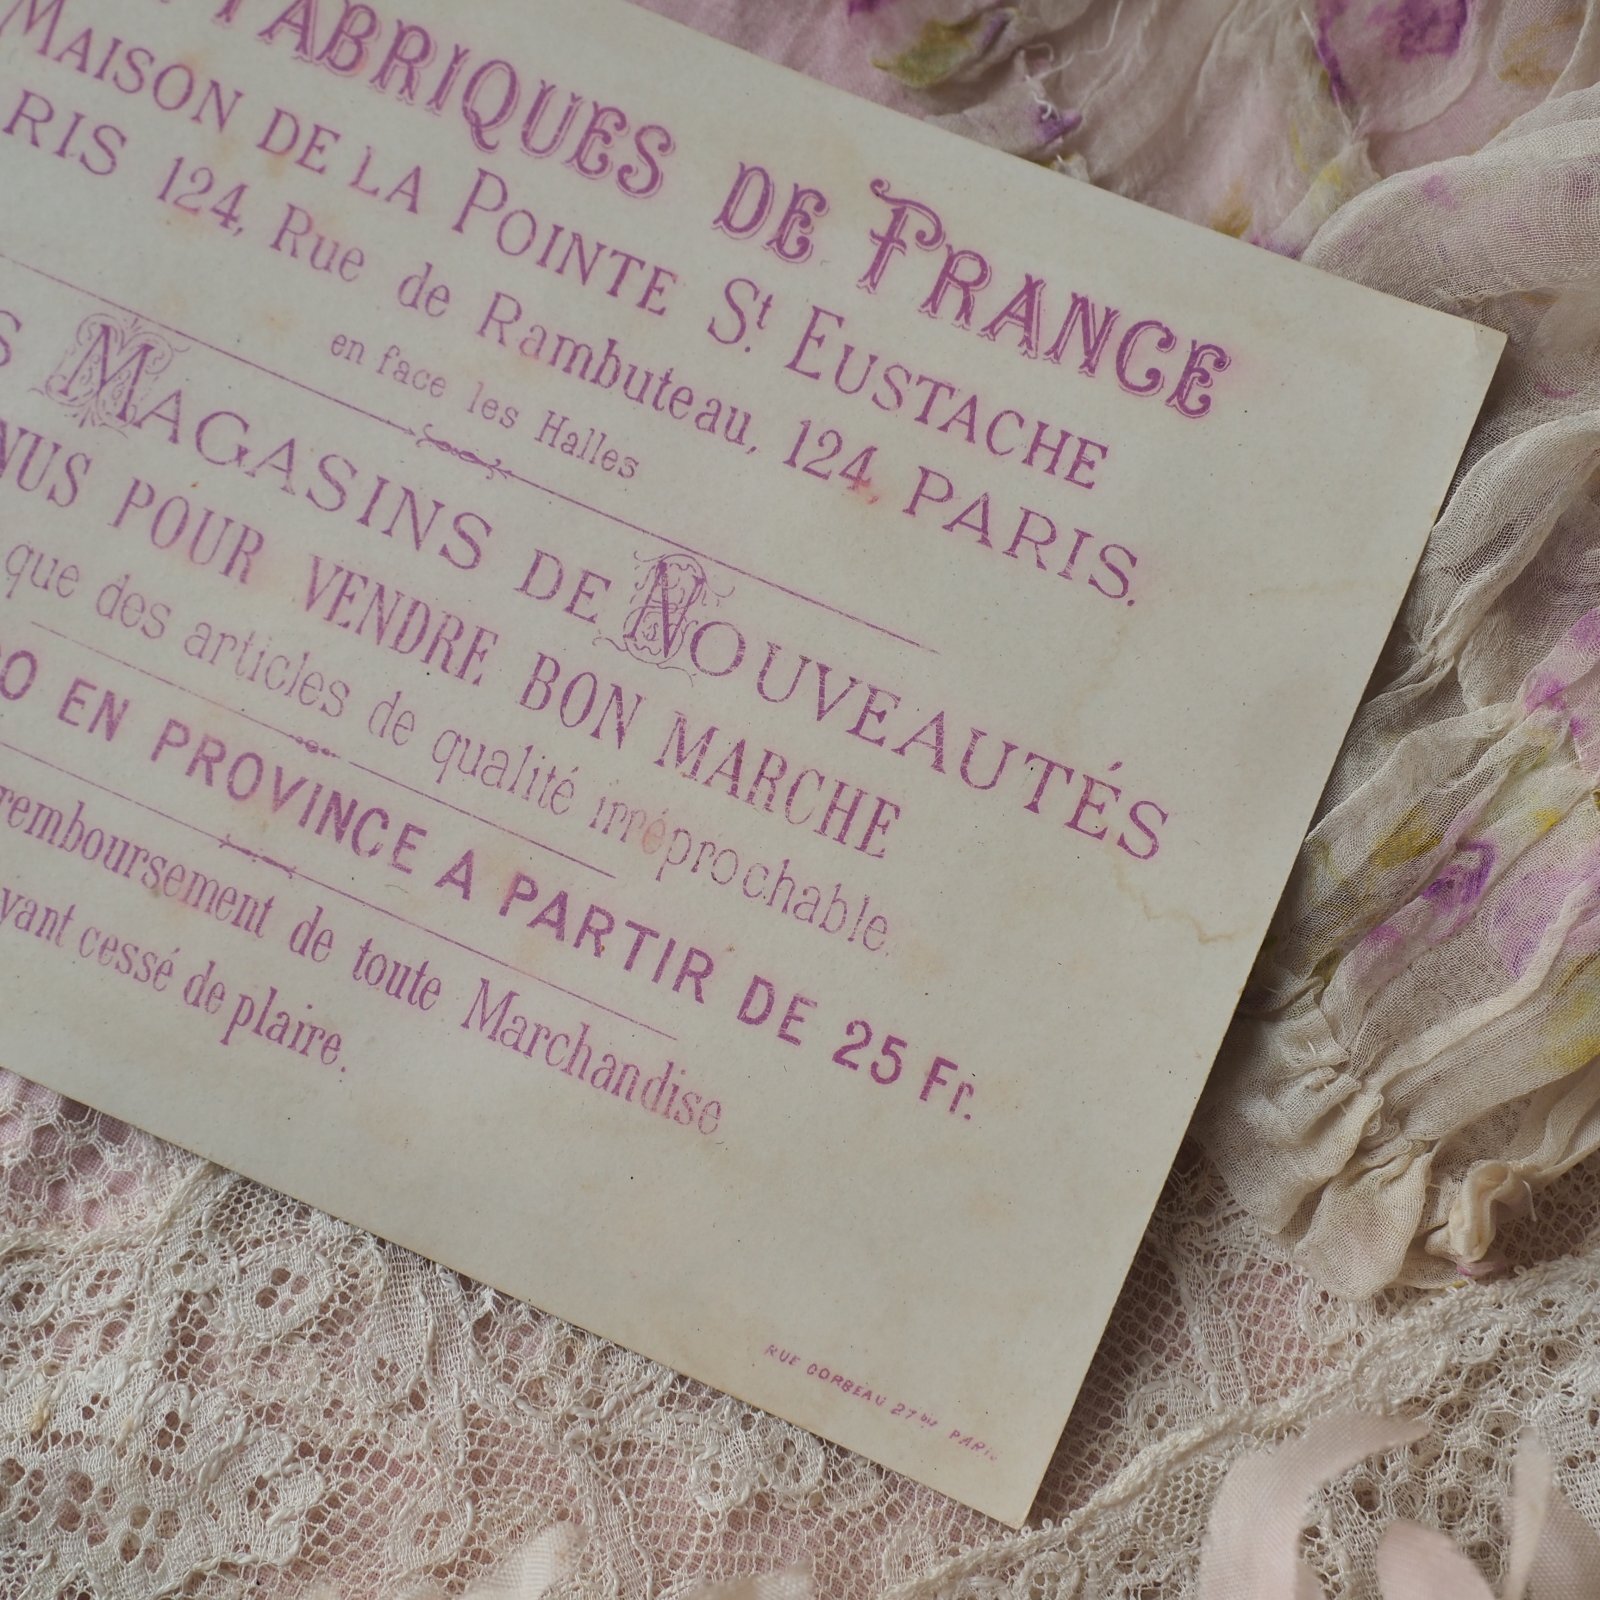 FABRIQUES DE FRANCE
MAISON DE LA POINTE St. EUSTACHE
RIS 124, Rue de Rambuteau, 124, PARIS.
en face les Halles
S MAGASINS DE NOUVEAUTÉS
NUS POUR VENDRE BON MARCHE
que des articles de qualité irréprochable.
O EN PROVINCE A PARTIR DE 25 Fr.
remboursement de toute Marchandise
yant cessé de plaire.
RUE CORBEAU 27 bis PARIS